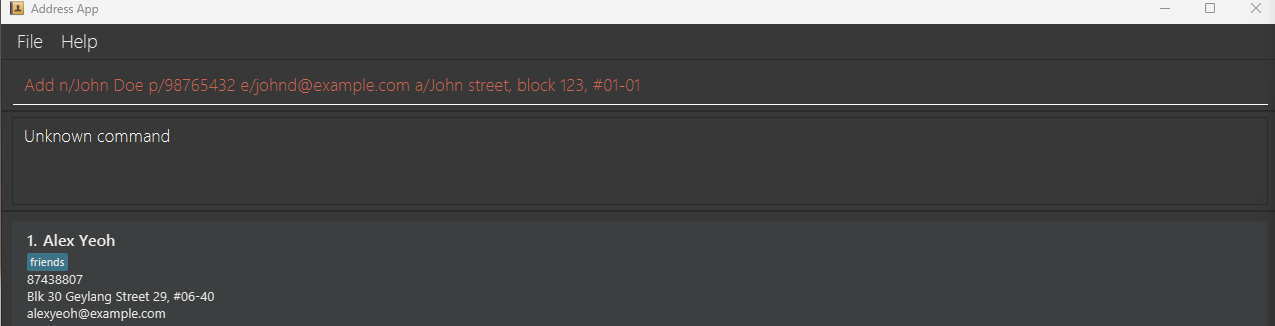 Address App
File Help
Add n/John Doe p/98765432 e/johnd@example.com a/John street, block 123, #01-01
Unknown command
1. Alex Yeoh
friends
87438807
Blk 30 Geylang Street 29, #06-40
alexyeoh@example.com